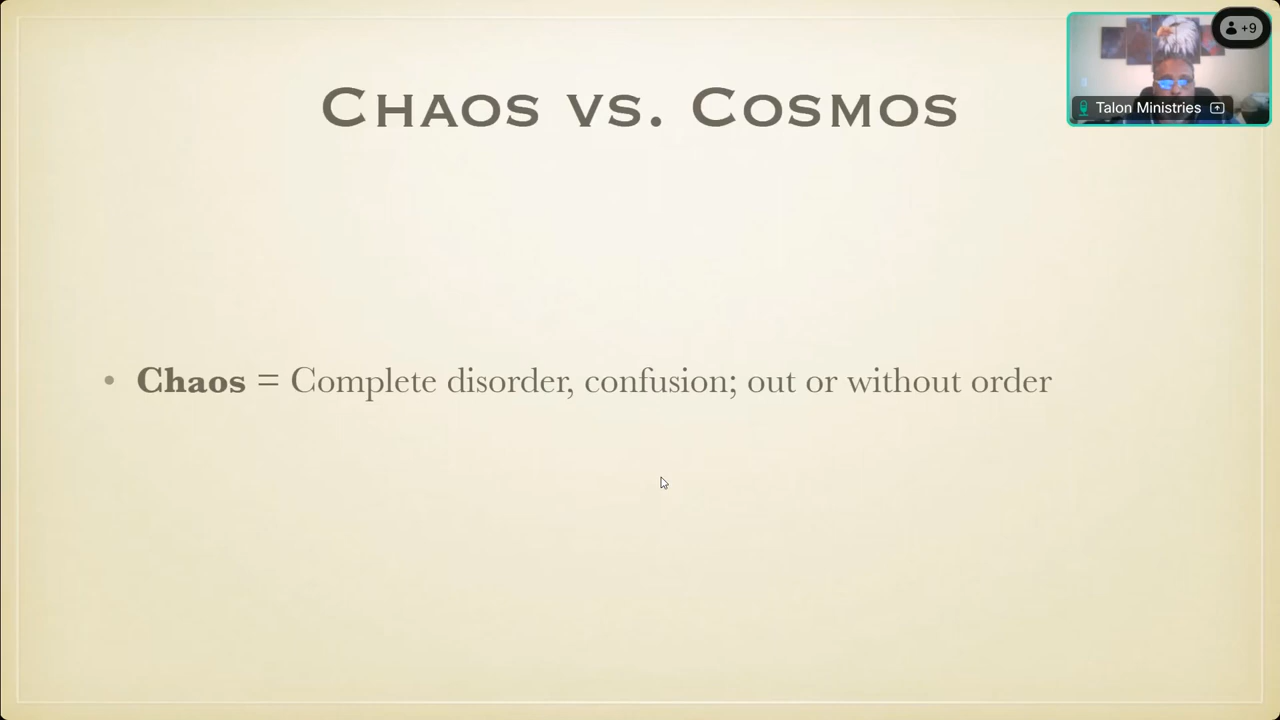 Chaos vs. Cosmos
+9
Talon Ministries
• Chaos = Complete disorder, confusion; out or without order